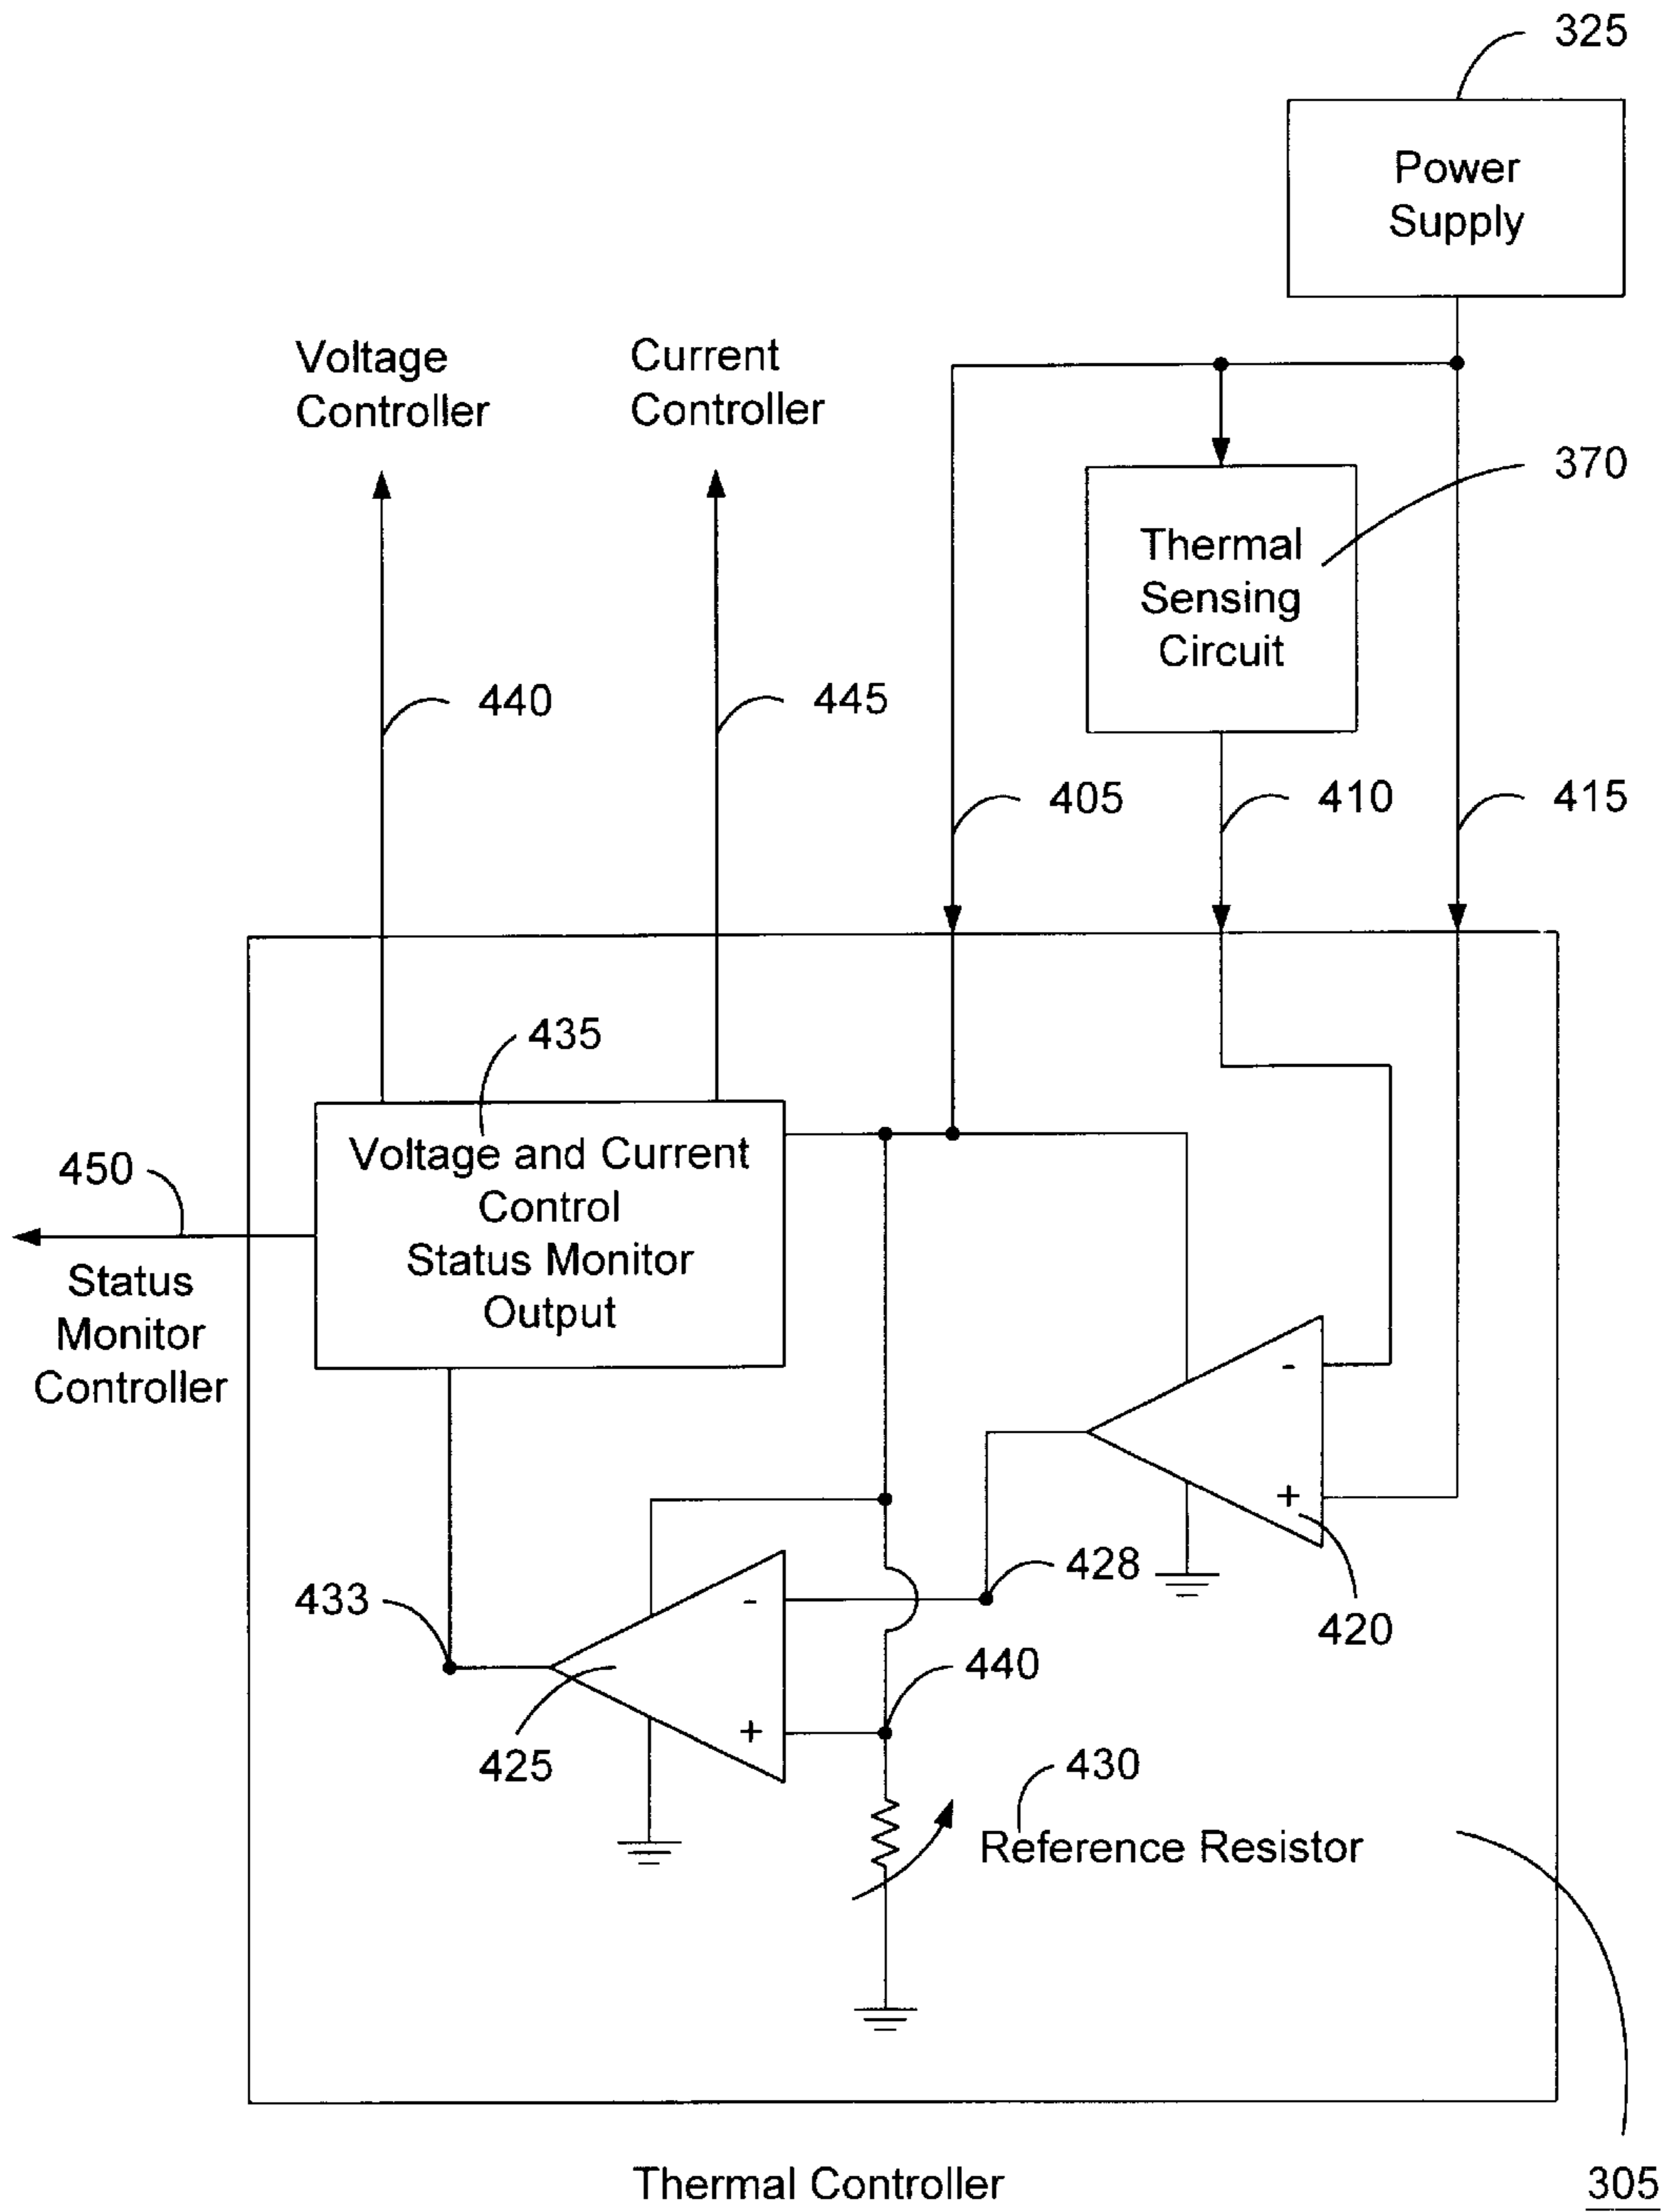 325
Power
Supply
Voltage
Controller
Current
Controller
370
Thermal
Sensing
Circuit
440
445
405
410
415
435
450
Voltage and Current
Control
Status Monitor
Output
Status
Monitor
Controller
-
+
428
433
420
-
440
+
425
430
Reference Resistor
Thermal Controller
305